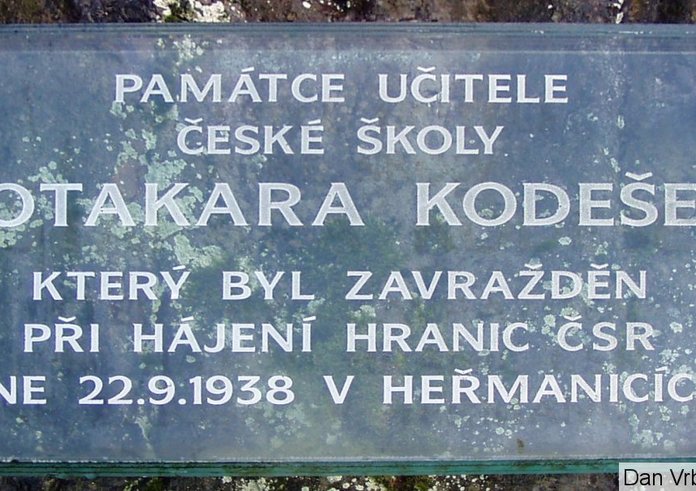 PAMÁTCE UČITELE
ČESKÉ ŠKOLY
OTAKARA KODEŠE
KTERÝ BYL ZAVRAŽDĚN
PŘI HÁJENÍ HRANIC ČSR
NE 22.9.1938 V HEŘMANICÍC
Dan Vrb